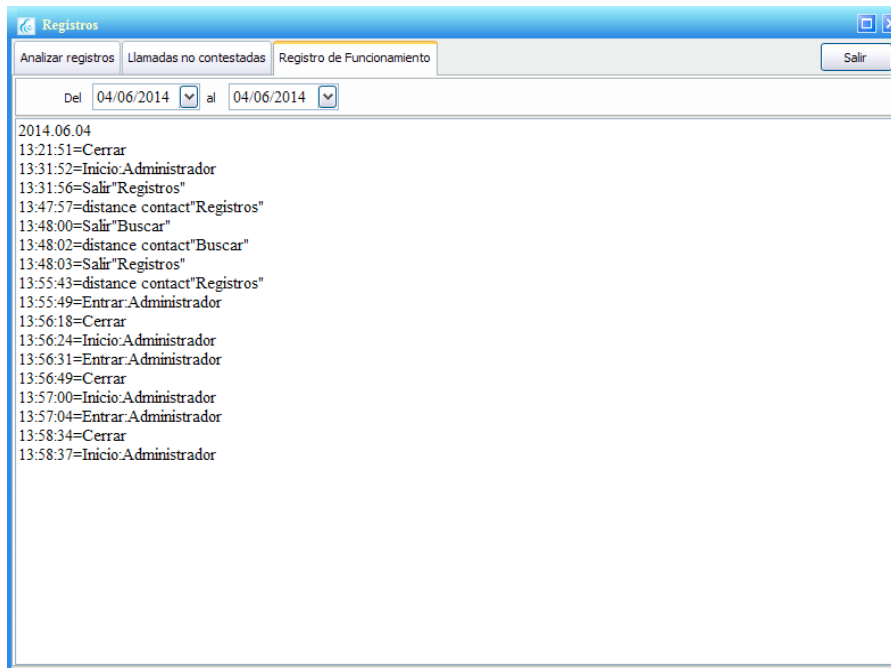 Registros
Analizar registros Llamadas no contestadas Registro de Funcionamiento Salir
Del 04/06/2014 al 04/06/2014
2014.06.04
13:21:51=Cerrar
13:31:52=Inicio:Administrador
13:31:56=Salir"Registros"
13:47:57=distance contact"Registros"
13:48:00=Salir"Buscar"
13:48:02=distance contact"Buscar"
13:48:03=Salir"Registros"
13:55:43=distance contact"Registros"
13:55:49=Entrar:Administrador
13:56:18=Cerrar
13:56:24=Inicio:Administrador
13:56:31=Entrar:Administrador
13:56:49=Cerrar
13:57:00=Inicio:Administrador
13:57:04=Entrar:Administrador
13:58:34=Cerrar
13:58:37=Inicio:Administrador